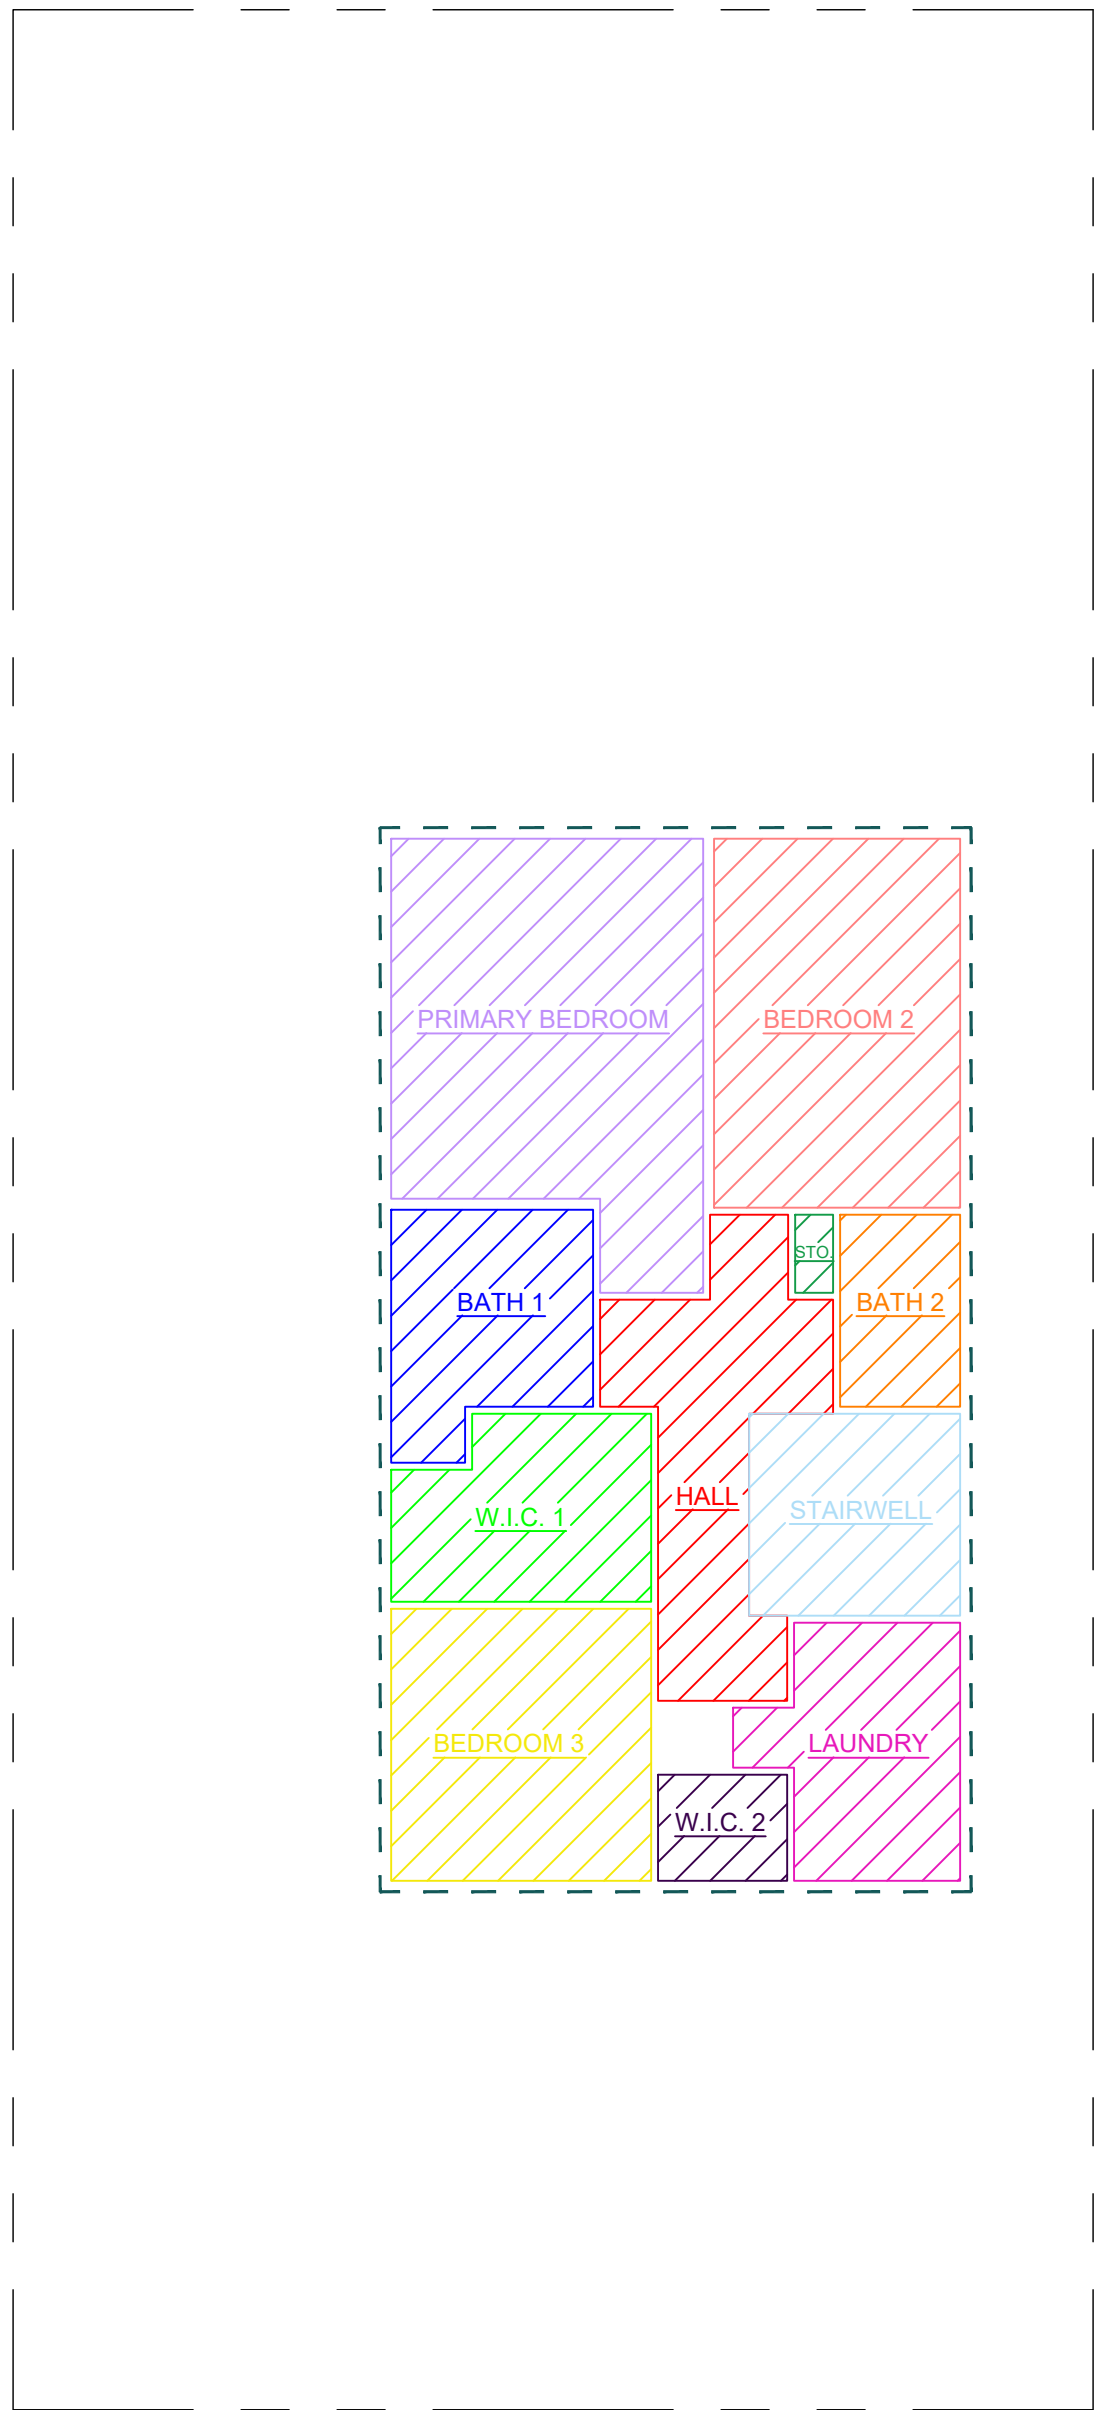 PRIMARY BEDROOM
BEDROOM 2
STO.
BATH 1
BATH 2
HALL
STAIRWELL
W.I.C. 1
BEDROOM 3
LAUNDRY
W.I.C. 2